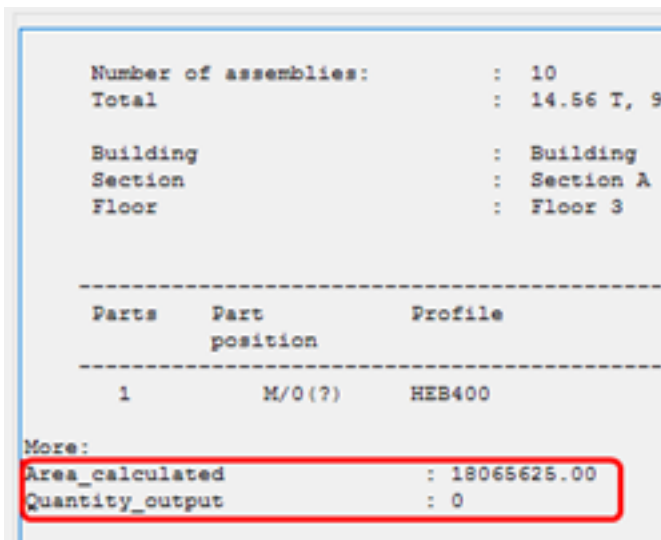 Number of assemblies: : 10
Total : 14.56 T, 9
Building : Building
Section : Section A
Floor : Floor 3
Parts Part Profile
position
1 M/0(?) HEB400
More:
Area_calculated : 18065625.00
Quantity_output : 0